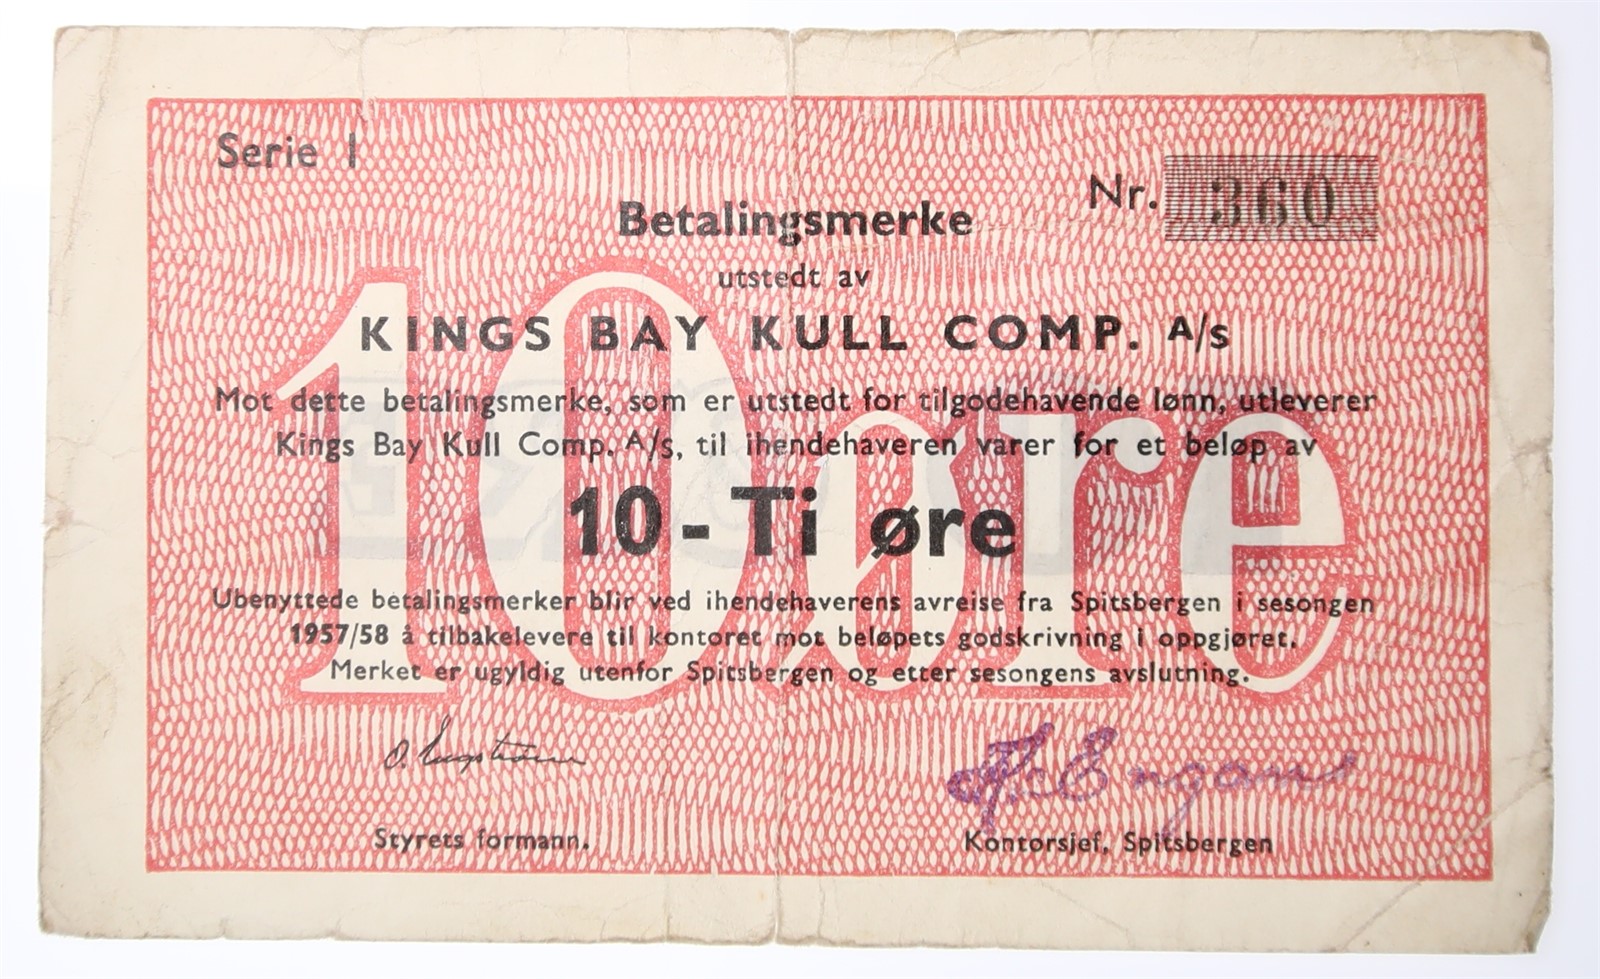 Serie 1
Nr. 360
Betalingsmerke
utstedt av
KINGS BAY KULL COMP. A/s
Mot dette betalingsmerke, som er utstedt for tilgodehavende lønn, utleverer
Kings Bay Kull Comp. A/s, til ihendehaveren varer for et beløp av
10 øre
10-Ti øre
Ubenyttede betalingsmerker blir ved ihendehaverens avreise fra Spitsbergen i sesongen
1957/58 å tilbakelevere til kontoret mot beløpets godskrivning i oppgjøret.
Merket er ugyldig utenfor Spitsbergen og etter sesongens avslutning.
Styrets formann.
Kontorsjef, Spitsbergen